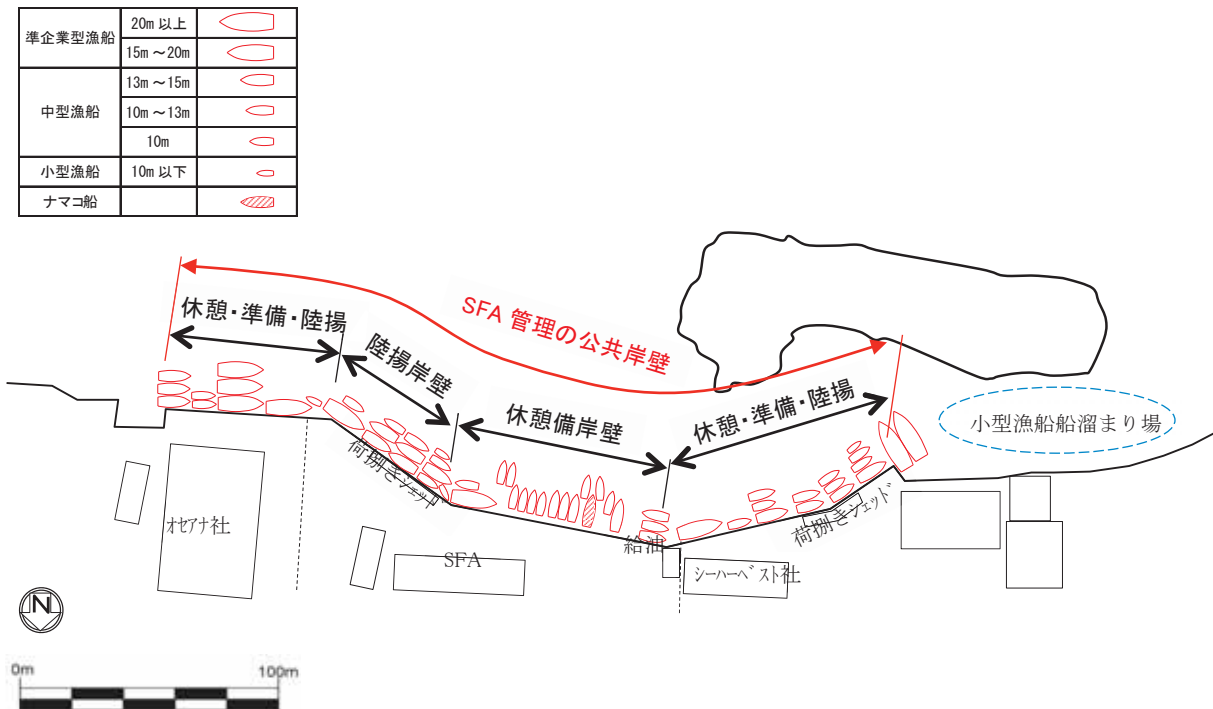 準企業型漁船
20m 以上
15m ～20m
中型漁船
13m ～15m
10m ～13m
10m
小型漁船
10m 以下
ナマコ船
SFA 管理の公共岸壁
休憩・準備・陸揚
陸揚岸壁
休憩備岸壁
休憩・準備・陸揚
小型漁船船溜まり場
荷捌きシェッド
荷捌きシェッド
オセアナ社
SFA
給油
シーハーベスト社
N
0m
100m